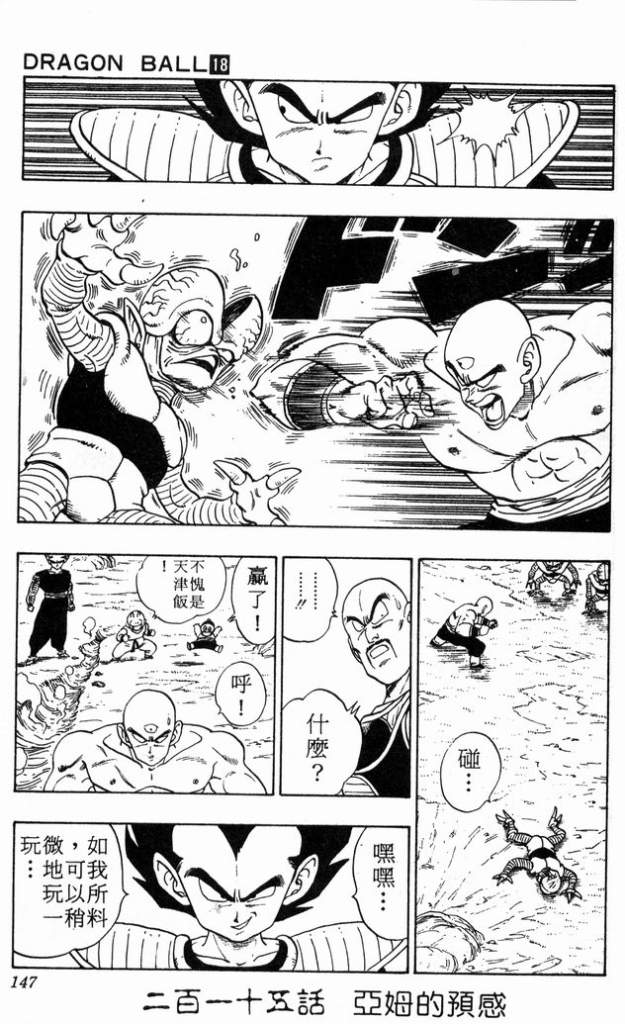 DRAGON BALL 18
碰…
………!!
什麼?
贏了!
不愧是
天津飯
!
呼!
嘿嘿…
如我所料
，可以稍
微地玩一
玩…
147
二百一十五話 亞姆的預感